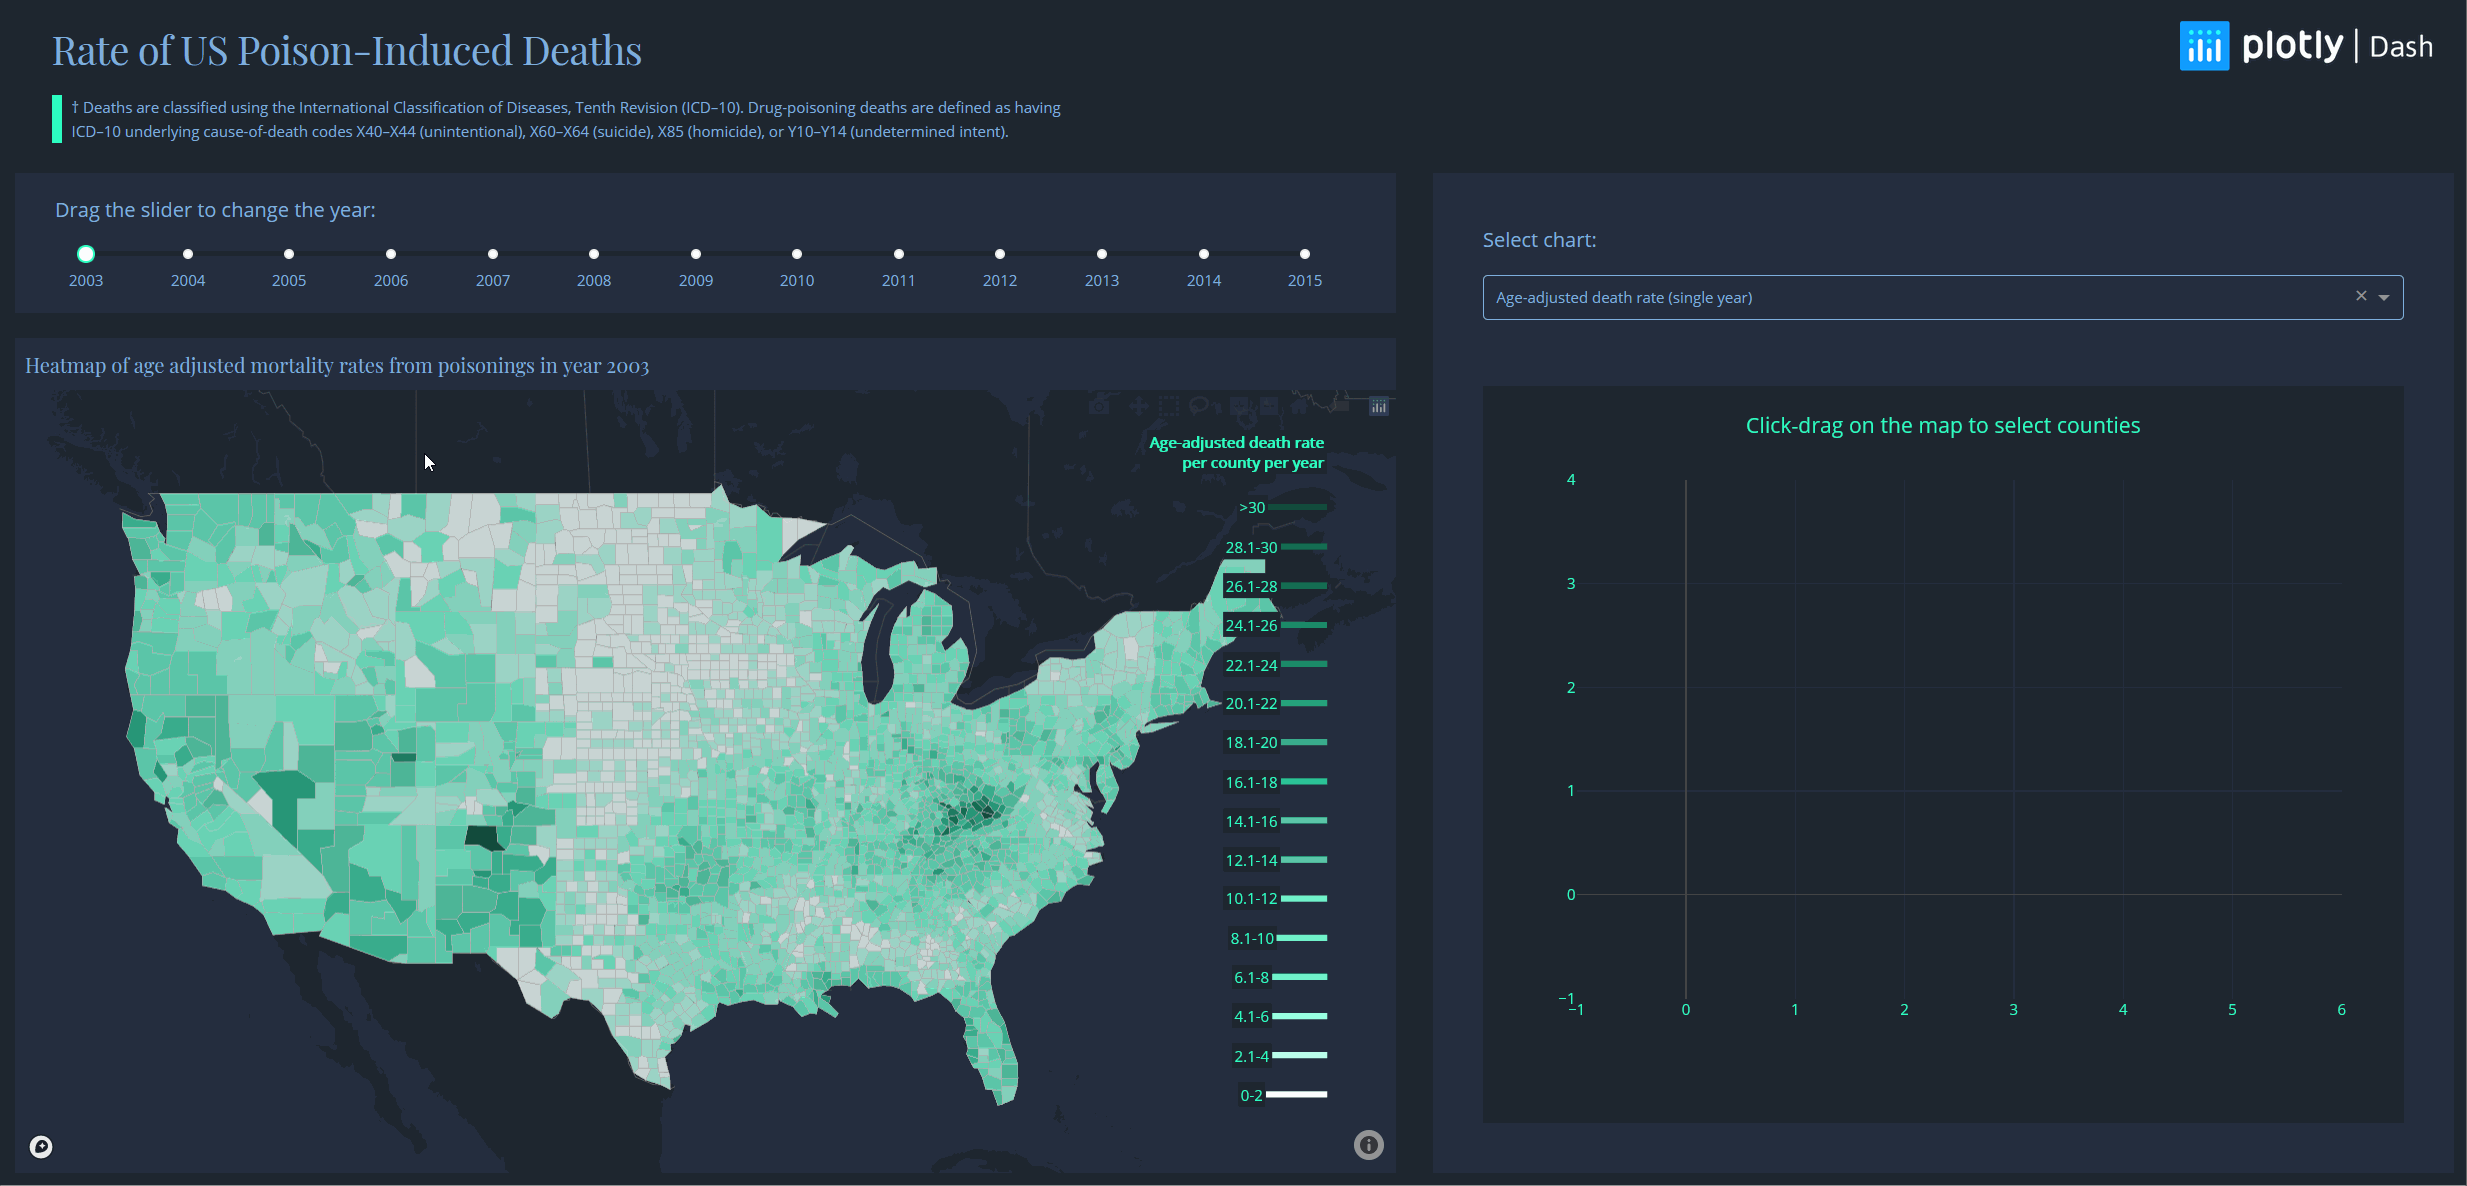 Rate of US Poison-Induced Deaths
plotly | Dash
† Deaths are classified using the International Classification of Diseases, Tenth Revision (ICD–10). Drug-poisoning deaths are defined as having
ICD–10 underlying cause-of-death codes X40–X44 (unintentional), X60–X64 (suicide), X85 (homicide), or Y10–Y14 (undetermined intent).
Drag the slider to change the year:
2003 2004 2005 2006 2007 2008 2009 2010 2011 2012 2013 2014 2015
Heatmap of age adjusted mortality rates from poisonings in year 2003
Age-adjusted death rate
per county per year
>30
28.1-30
26.1-28
24.1-26
22.1-24
20.1-22
18.1-20
16.1-18
14.1-16
12.1-14
10.1-12
8.1-10
6.1-8
4.1-6
2.1-4
0-2
Select chart:
Age-adjusted death rate (single year)
Click-drag on the map to select counties
4
3
2
1
0
−1
−1 0 1 2 3 4 5 6